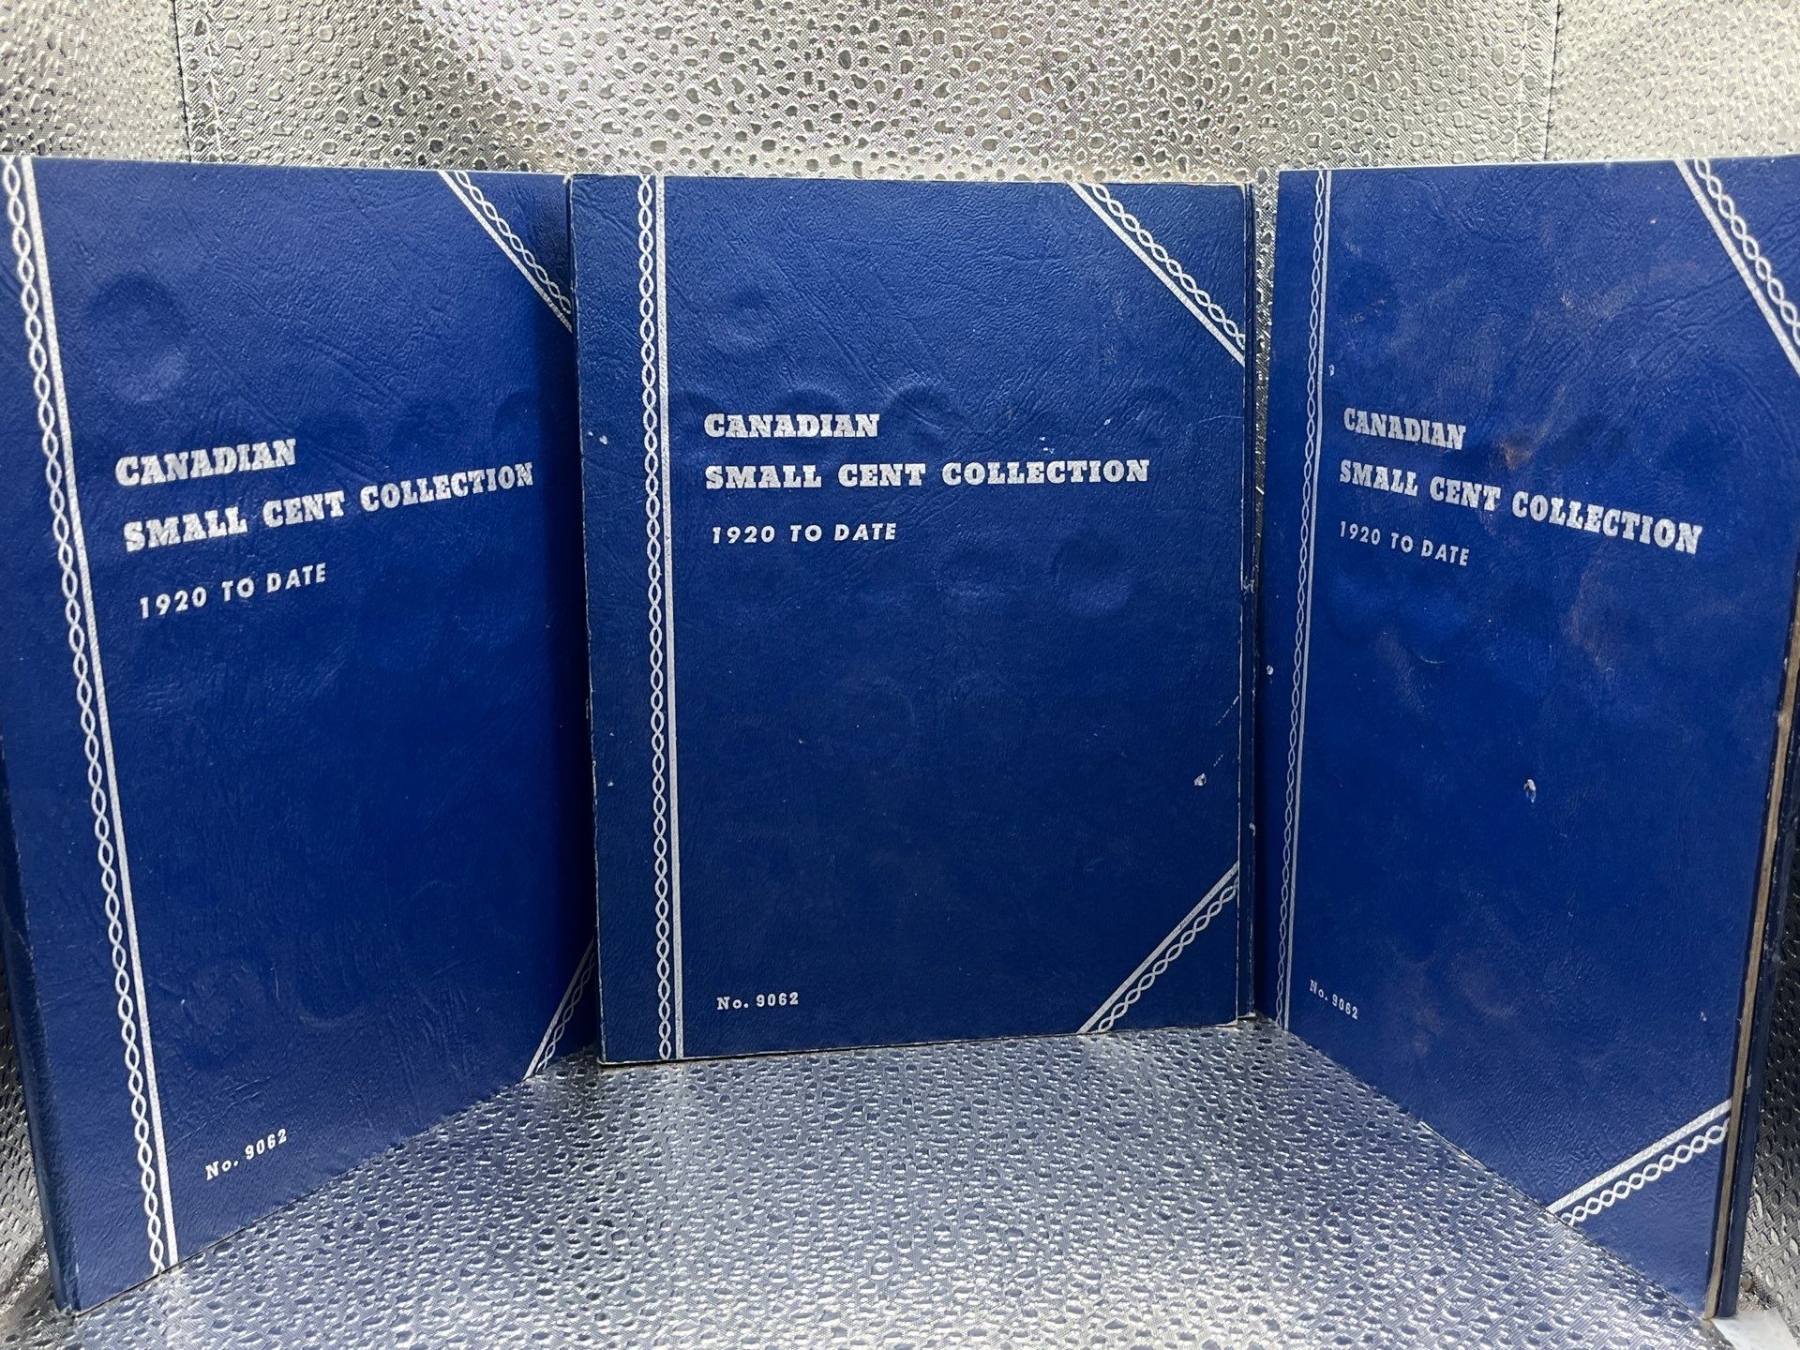 CANADIAN
SMALL CENT COLLECTION
1920 TO DATE
No. 9062
CANADIAN
SMALL CENT COLLECTION
1920 TO DATE
No. 9062
CANADIAN
SMALL CENT COLLECTION
1920 TO DATE
No. 9062